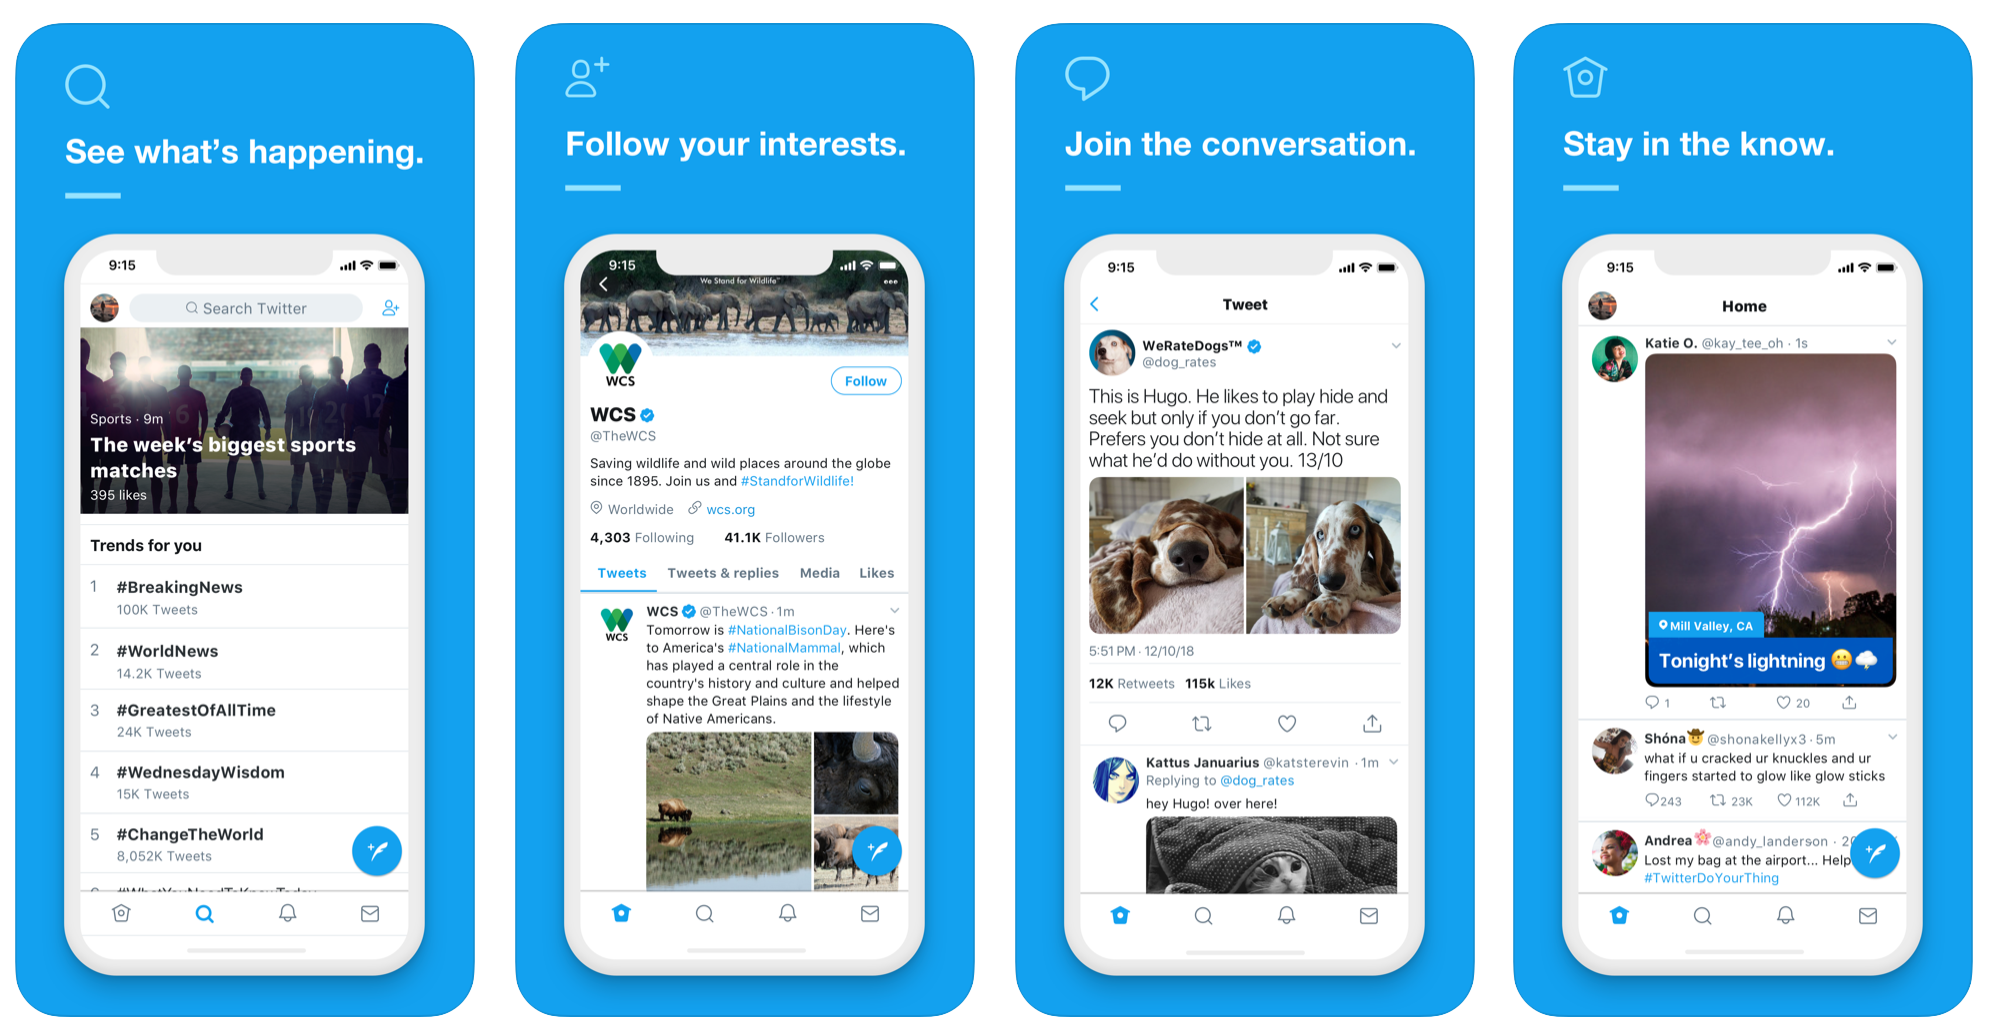 See what's happening.
9:15
Search Twitter
Sports · 9m
The week's biggest sports
matches
395 likes
Trends for you
1 #BreakingNews
100K Tweets
2 #WorldNews
14.2K Tweets
3 #GreatestOfAllTime
24K Tweets
4 #WednesdayWisdom
15K Tweets
5 #ChangeTheWorld
8,052K Tweets
Follow your interests.
9:15
We Stand for Wildlife™
WCS
Follow
WCS
@TheWCS
Saving wildlife and wild places around the globe
since 1895. Join us and #StandforWildlife!
Worldwide wcs.org
4,303 Following 41.1K Followers
Tweets Tweets & replies Media Likes
WCS @TheWCS · 1m
WCS
Tomorrow is #NationalBisonDay. Here's
to America's #NationalMammal, which
has played a central role in the
country's history and culture and helped
shape the Great Plains and the lifestyle
of Native Americans.
Join the conversation.
9:15
Tweet
WeRateDogs™
@dog_rates
This is Hugo. He likes to play hide and
seek but only if you don't go far.
Prefers you don't hide at all. Not sure
what he'd do without you. 13/10
5:51 PM · 12/10/18
12K Retweets 115k Likes
Kattus Januarius @katsterevin · 1m
Replying to @dog_rates
hey Hugo! over here!
Stay in the know.
9:15
Home
Katie O. @kay_tee_oh · 1s
Mill Valley, CA
Tonight's lightning 😬🌩
1 20
Shóna🤠 @shonakellyx3 · 5m
what if u cracked ur knuckles and ur
fingers started to glow like glow sticks
243 23K 112K
Andrea🌸 @andy_landerson ·
Lost my bag at the airport... Help
#TwitterDoYourThing